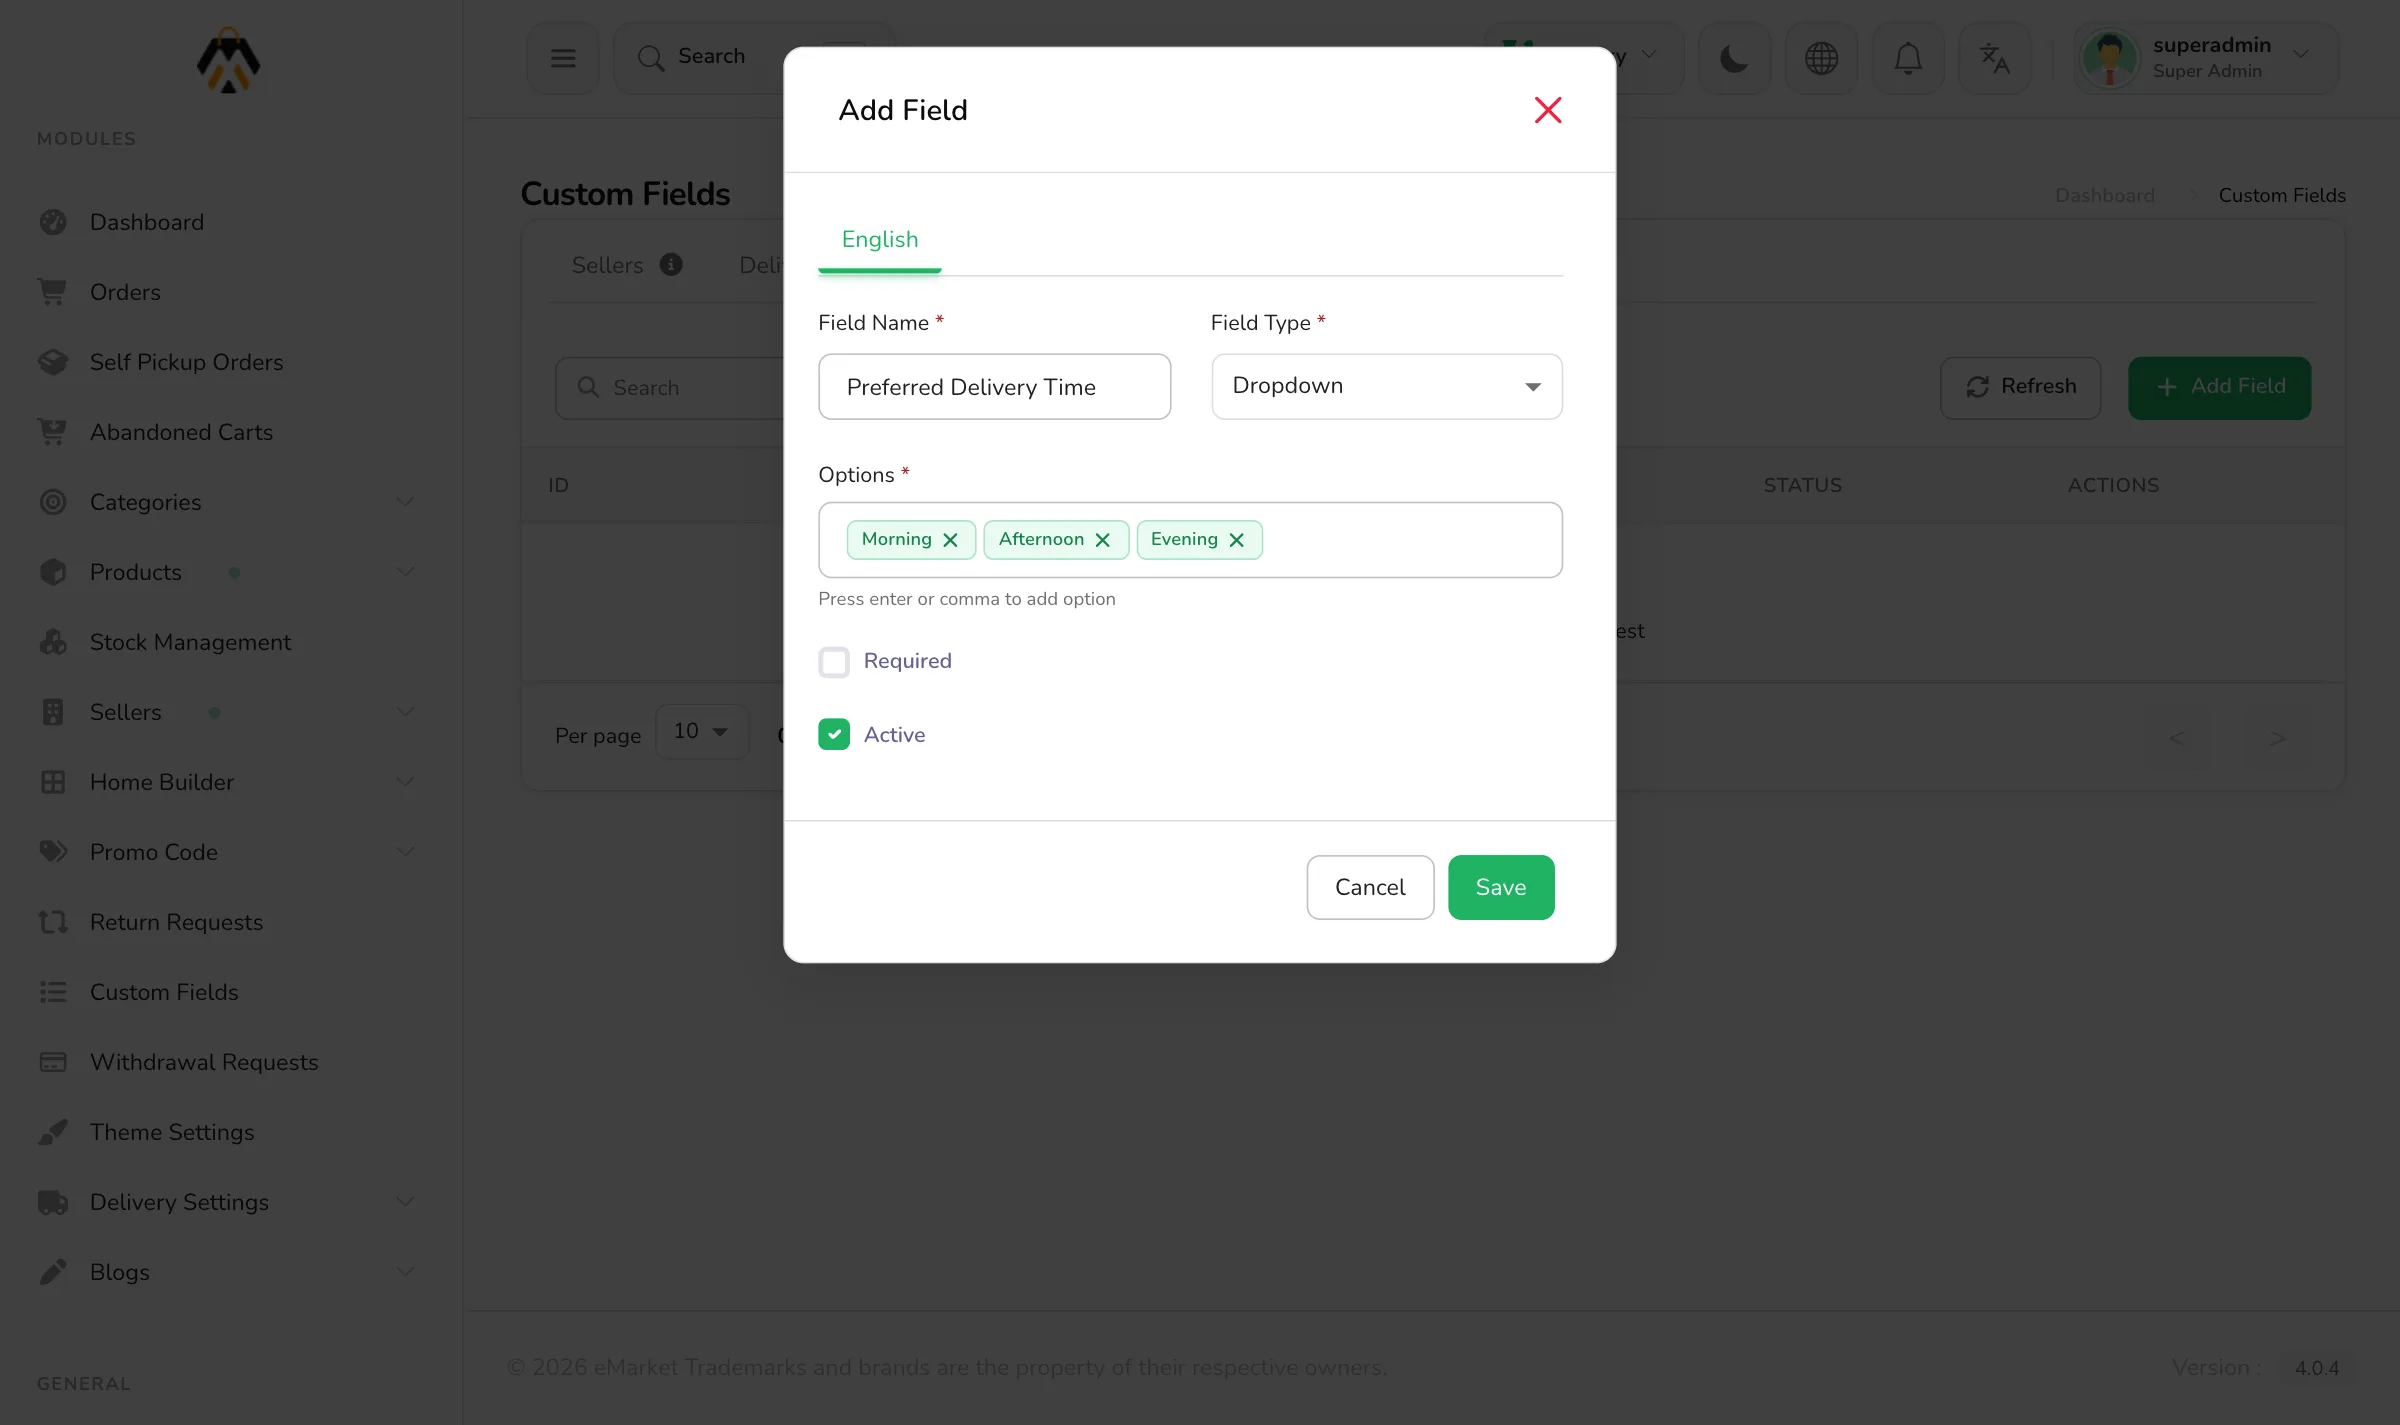 Search
superadmin
Super Admin
MODULES
Dashboard
Orders
Self Pickup Orders
Abandoned Carts
Categories
Products
Stock Management
Sellers
Home Builder
Promo Code
Return Requests
Custom Fields
Withdrawal Requests
Theme Settings
Delivery Settings
Blogs
GENERAL
Custom Fields
Dashboard
Custom Fields
Sellers
Search
Refresh
+ Add Field
ID
STATUS
ACTIONS
Per page
10
<
>
Add Field
English
Field Name *
Field Type *
Preferred Delivery Time
Dropdown
Options *
Morning
Afternoon
Evening
Press enter or comma to add option
Required
Active
Cancel
Save
© 2026 eMarket Trademarks and brands are the property of their respective owners.
Version : 4.0.4